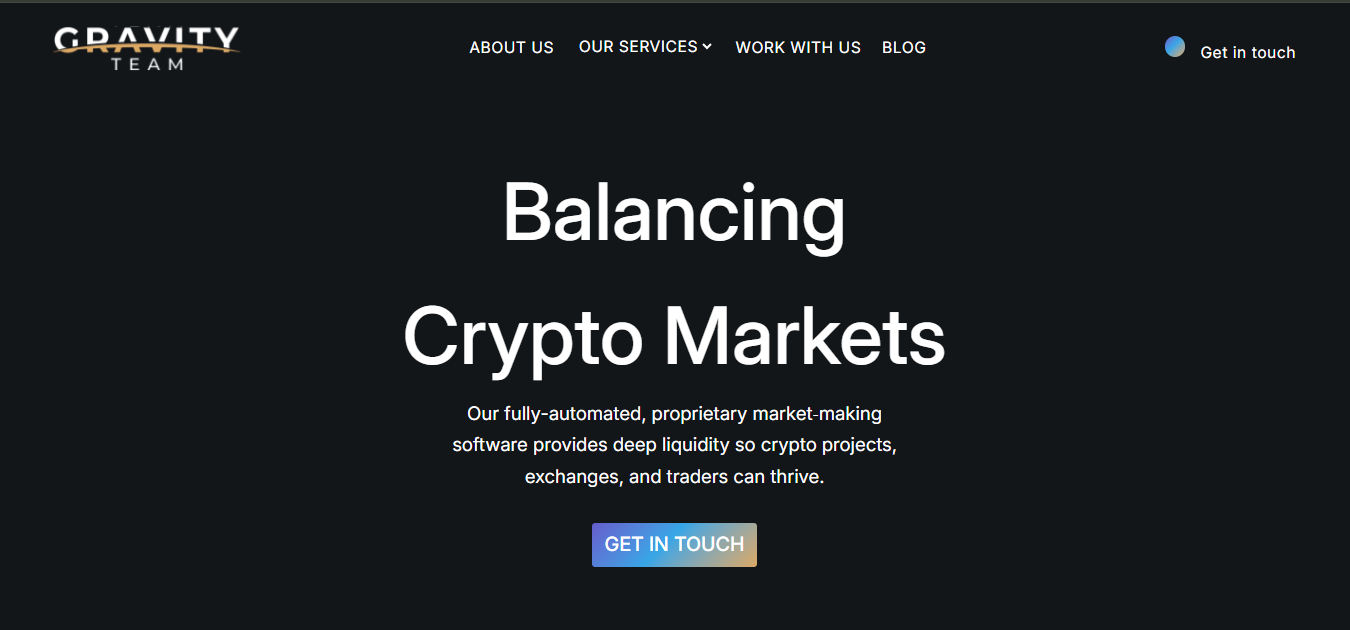 GRAVITY
TEAM
ABOUT US
OUR SERVICES
WORK WITH US
BLOG
Get in touch
Balancing
Crypto Markets
Our fully-automated, proprietary market-making
software provides deep liquidity so crypto projects,
exchanges, and traders can thrive.
GET IN TOUCH